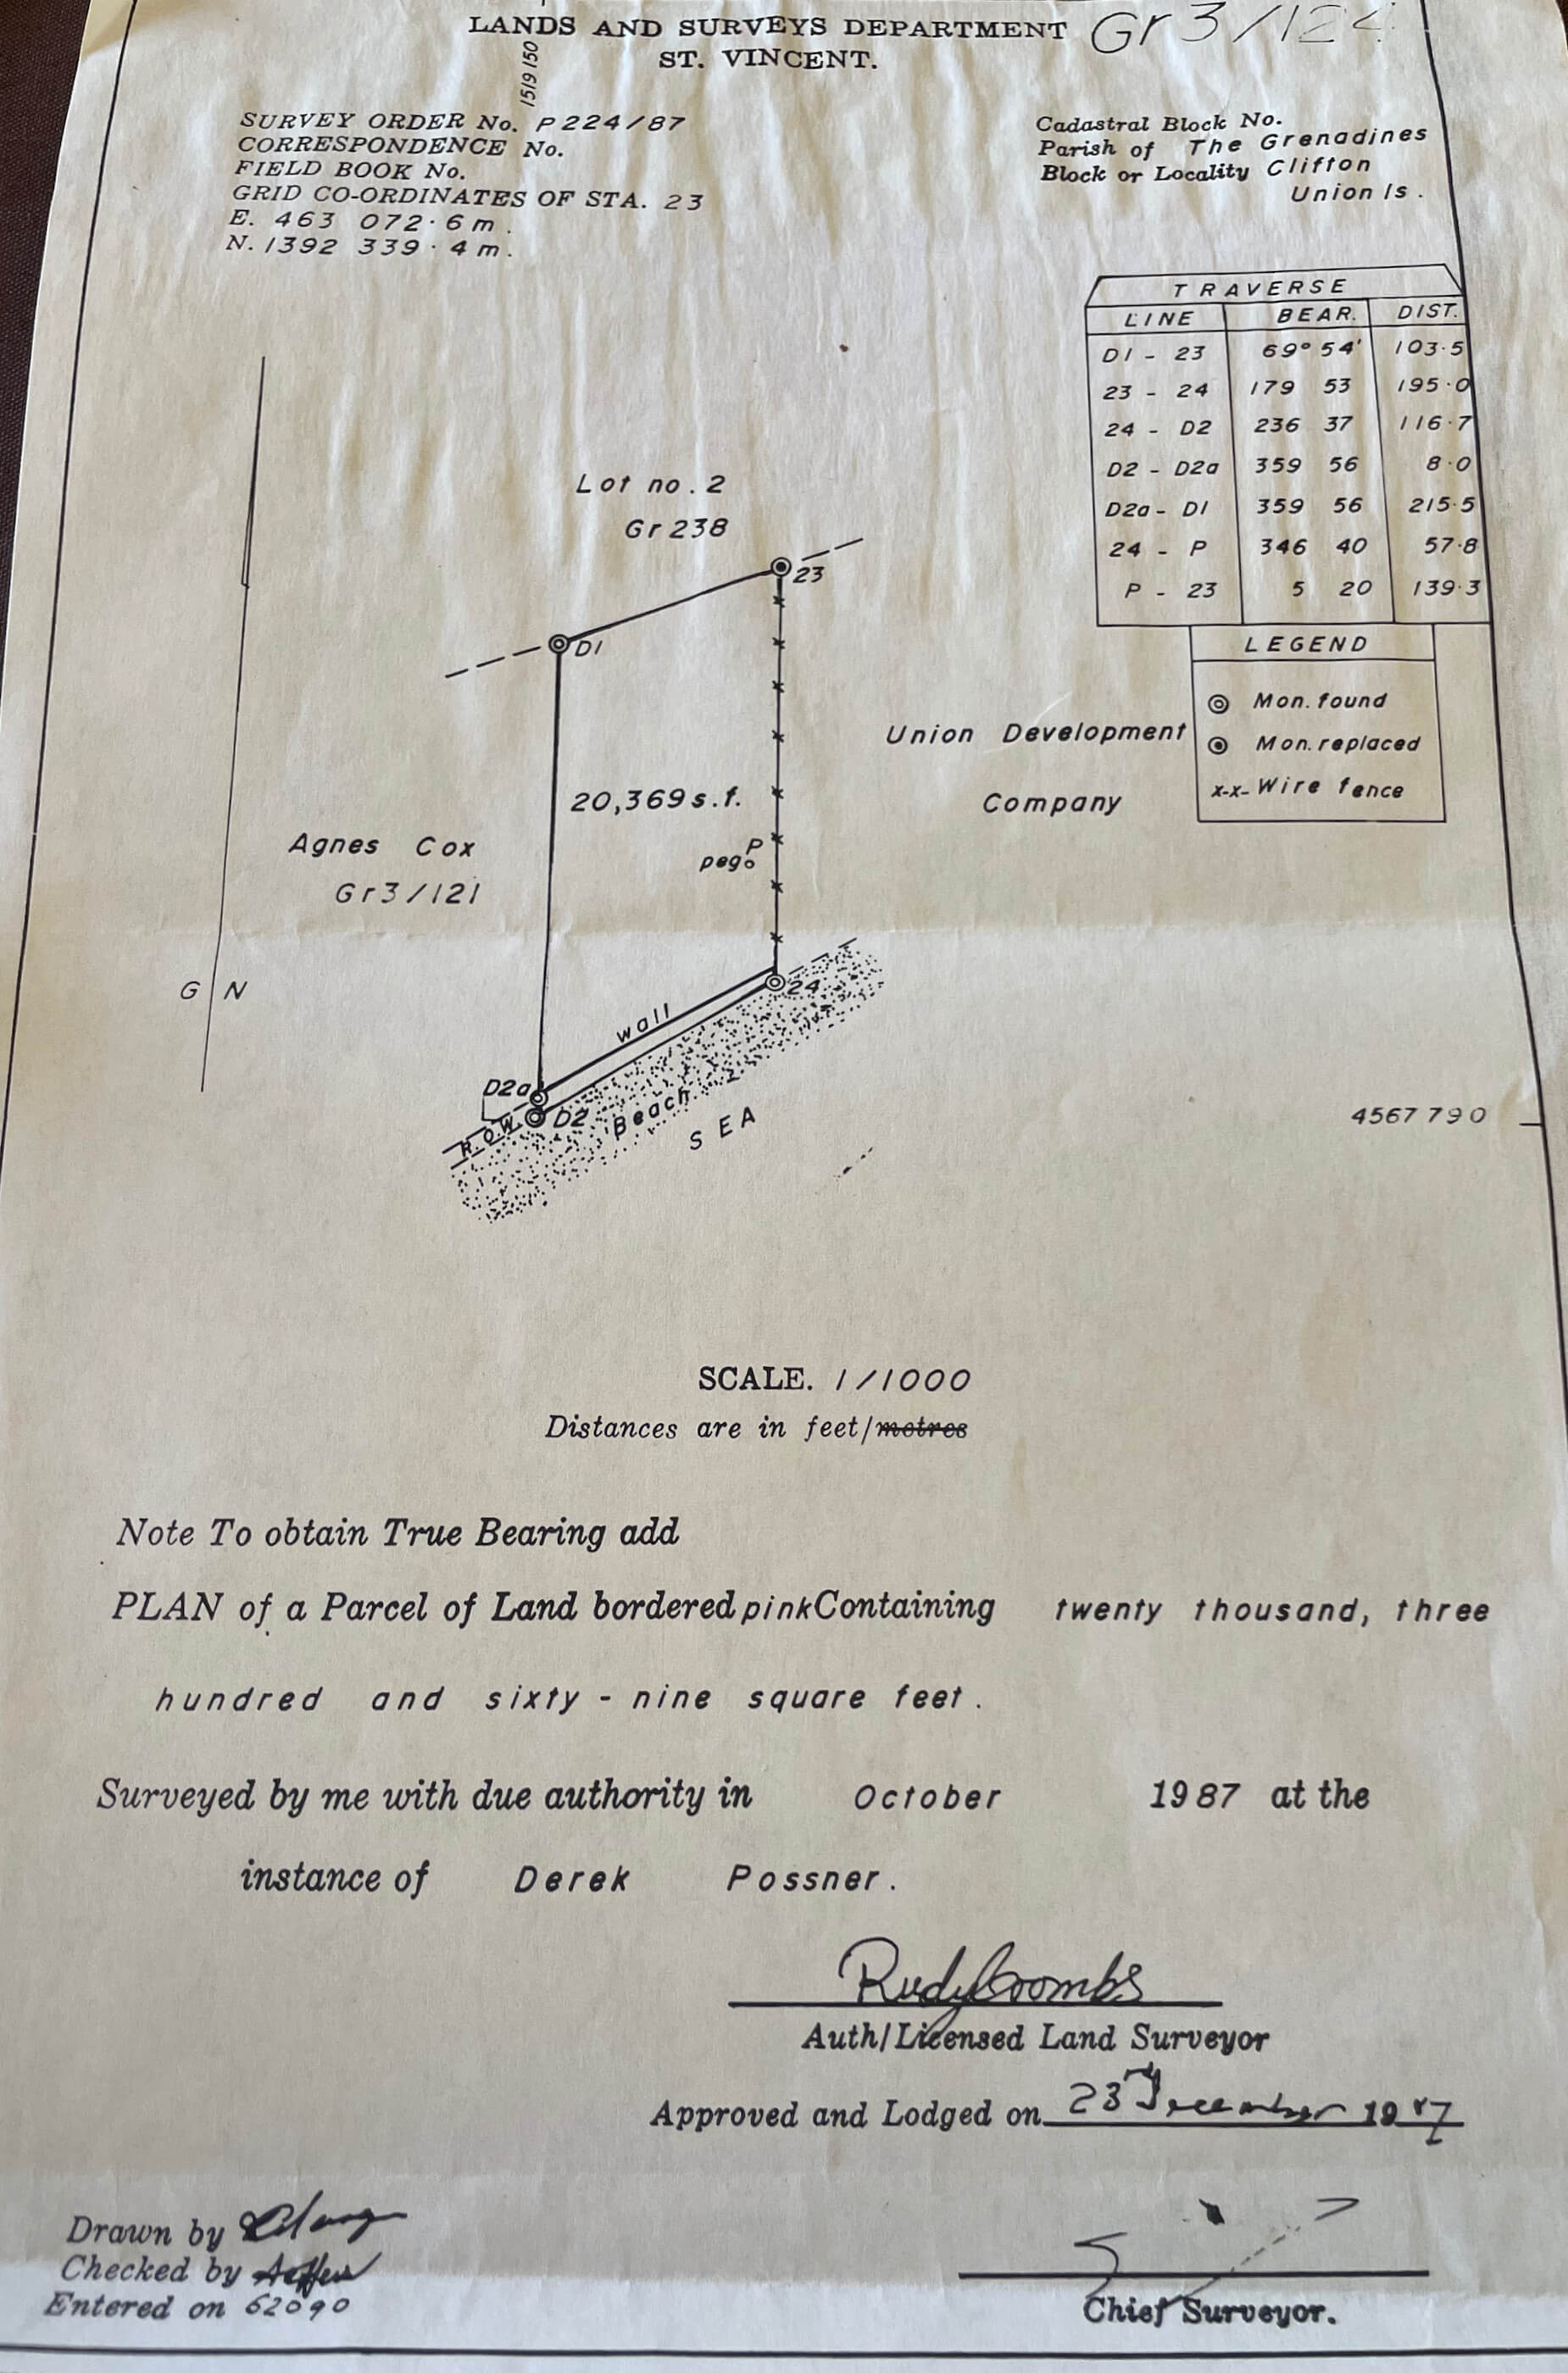 LANDS AND SURVEYS DEPARTMENT
ST. VINCENT.
Gr 3/124
1519 150
SURVEY ORDER No. P224/87
CORRESPONDENCE No.
FIELD BOOK No.
GRID CO-ORDINATES OF STA. 23
E. 463 072·6 m.
N. 1392 339·4 m.
Cadastral Block No.
Parish of The Grenadines
Block or Locality Clifton
Union Is.
TRAVERSE
LINE BEAR. DIST.
D1 - 23 69° 54' 103·5
23 - 24 179 53 195·0
24 - D2 236 37 116·7
D2 - D2a 359 56 8·0
D2a - D1 359 56 215·5
24 - P 346 40 57·8
P - 23 5 20 139·3
LEGEND
Mon. found
Mon. replaced
x-x- Wire fence
Lot no. 2
Gr 238
23
D1
Union Development
Company
20,369 s.f.
P
peg
Agnes Cox
Gr3/121
G N
24
wall
D2a
D2
R.O.W.
Beach
SEA
4567 790
SCALE. 1/1000
Distances are in feet/metres
Note To obtain True Bearing add
PLAN of a Parcel of Land bordered pink Containing twenty thousand, three
hundred and sixty - nine square feet.
Surveyed by me with due authority in October 1987 at the
instance of Derek Possner.
Rudy Coombs
Auth/Licensed Land Surveyor
Approved and Lodged on 23rd December 1987
Drawn by
Checked by
Entered on 62090
Chief Surveyor.